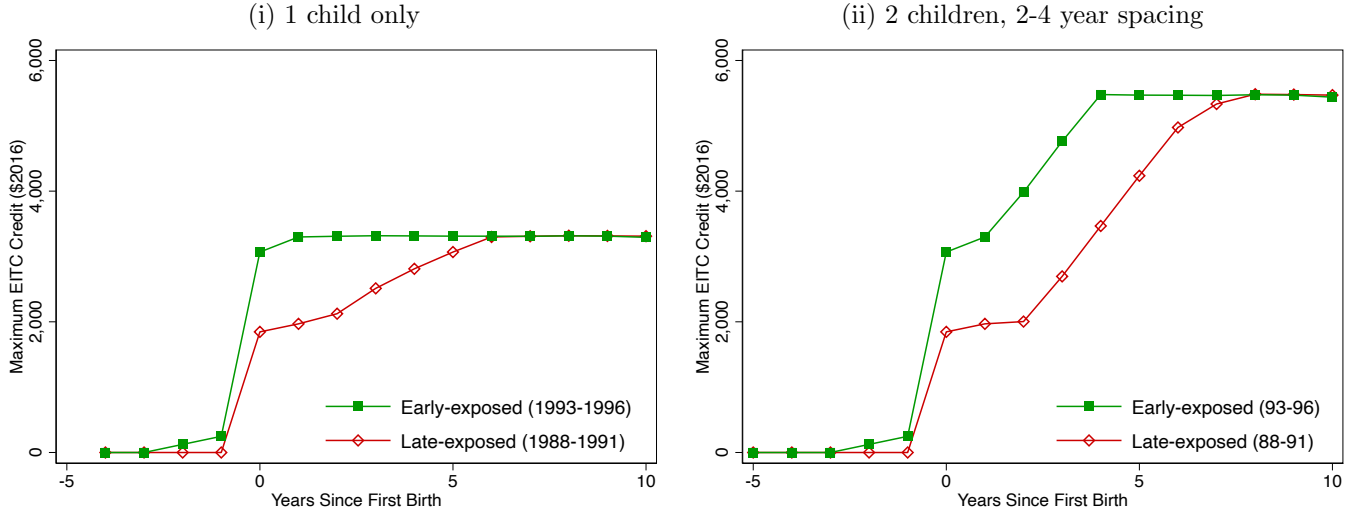 (i) 1 child only
Maximum EITC Credit ($2016)
6,000
4,000
2,000
0
-5 0 5 10
Years Since First Birth
Early-exposed (1993-1996)
Late-exposed (1988-1991)
(ii) 2 children, 2-4 year spacing
Maximum EITC Credit ($2016)
6,000
4,000
2,000
0
-5 0 5 10
Years Since First Birth
Early-exposed (93-96)
Late-exposed (88-91)